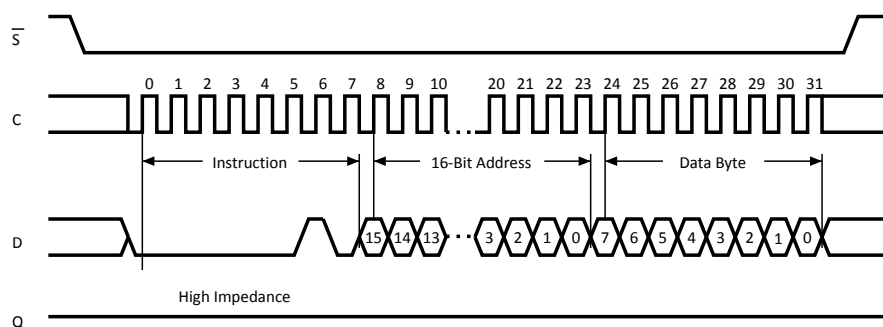 S
0 1 2 3 4 5 6 7 8 9 10 20 21 22 23 24 25 26 27 28 29 30 31
C
Instruction 16-Bit Address Data Byte
D 15 14 13 3 2 1 0 7 6 5 4 3 2 1 0
High Impedance
Q